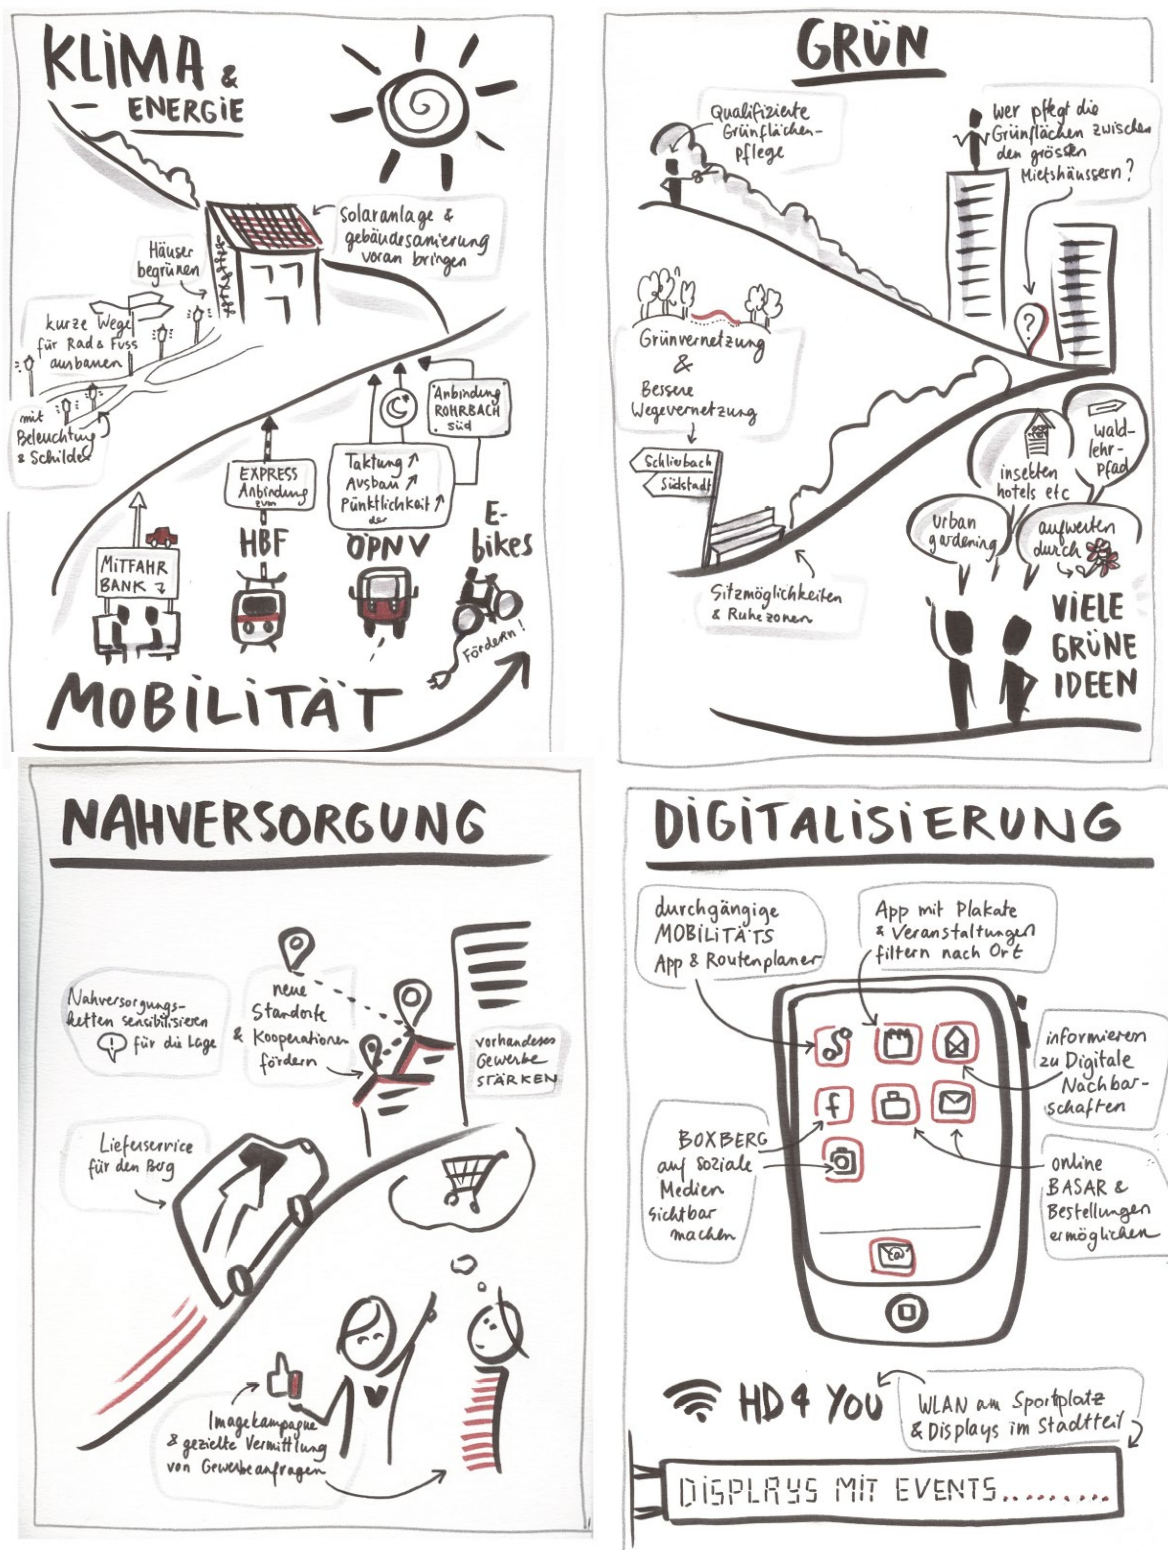 KLiMA &
ENERGiE
Solaranlage &
gebäudesanierung
voran bringen
Häuser
begrünen
kurze Wege
für Rad & Fuss
ausbauen
mit
Beleuchtung
& Schilder
Anbindung
ROHRBACH
Süd
Taktung ↗
Ausbau ↗
Pünktlichkeit ↗
der
ÖPNV
EXPRESS
Anbindung
zum
HBF
E-
bikes
Fördern!
MiTFAHR
BANK
MOBiLiTÄT
GRÜN
Qualifizierte
Grünflächen-
pflege
wer pflegt die
Grünflächen zwischen
den grössen
Mietshäussern?
?
Grünvernetzung
&
Bessere
Wegevernetzung
Schlierbach
Südstadt
Sitzmöglichkeiten
& Ruhezonen
insekten
hotels etc
wald-
lehr-
pfad
urban
gardening
aufwerten
durch
ViELE
GRÜNE
iDEEN
NAHVERSORGUNG
Nahversorgungs-
ketten sensibilisieren
! für die Lage
neue
Standorte
& Kooperationen
fördern
vorhandenes
Gewerbe
STÄRKEN
Lieferservice
für den Berg
Imagekampagne
& gezielte Vermittlung
von Gewerbeanfragen
DiGiTALiSiERUNG
durchgängige
MOBiLiTÄTS
App & Routenplaner
App mit Plakate
& Veranstaltungen
filtern nach Ort
informieren
zu Digitale
Nachbar-
schaften
f
BOXBERG
auf Soziale
Medien
sichtbar
machen
online
BASAR &
Bestellungen
ermöglichen
@
HD4 YOU
WLAN am Sportplatz
& Displays im Stadtteil
DiSPLAYS MiT EVENTS.........